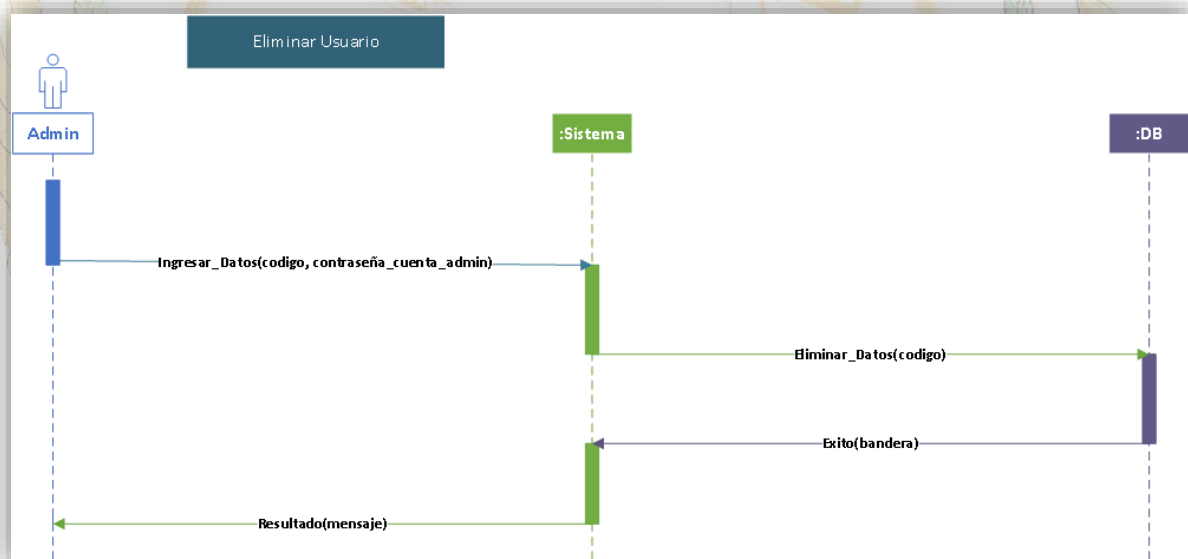 Eliminar Usuario
Admin
:Sistema
:DB
Ingresar_Datos(codigo, contraseña_cuenta_admin)
Eliminar_Datos(codigo)
Exito(bandera)
Resultado(mensaje)